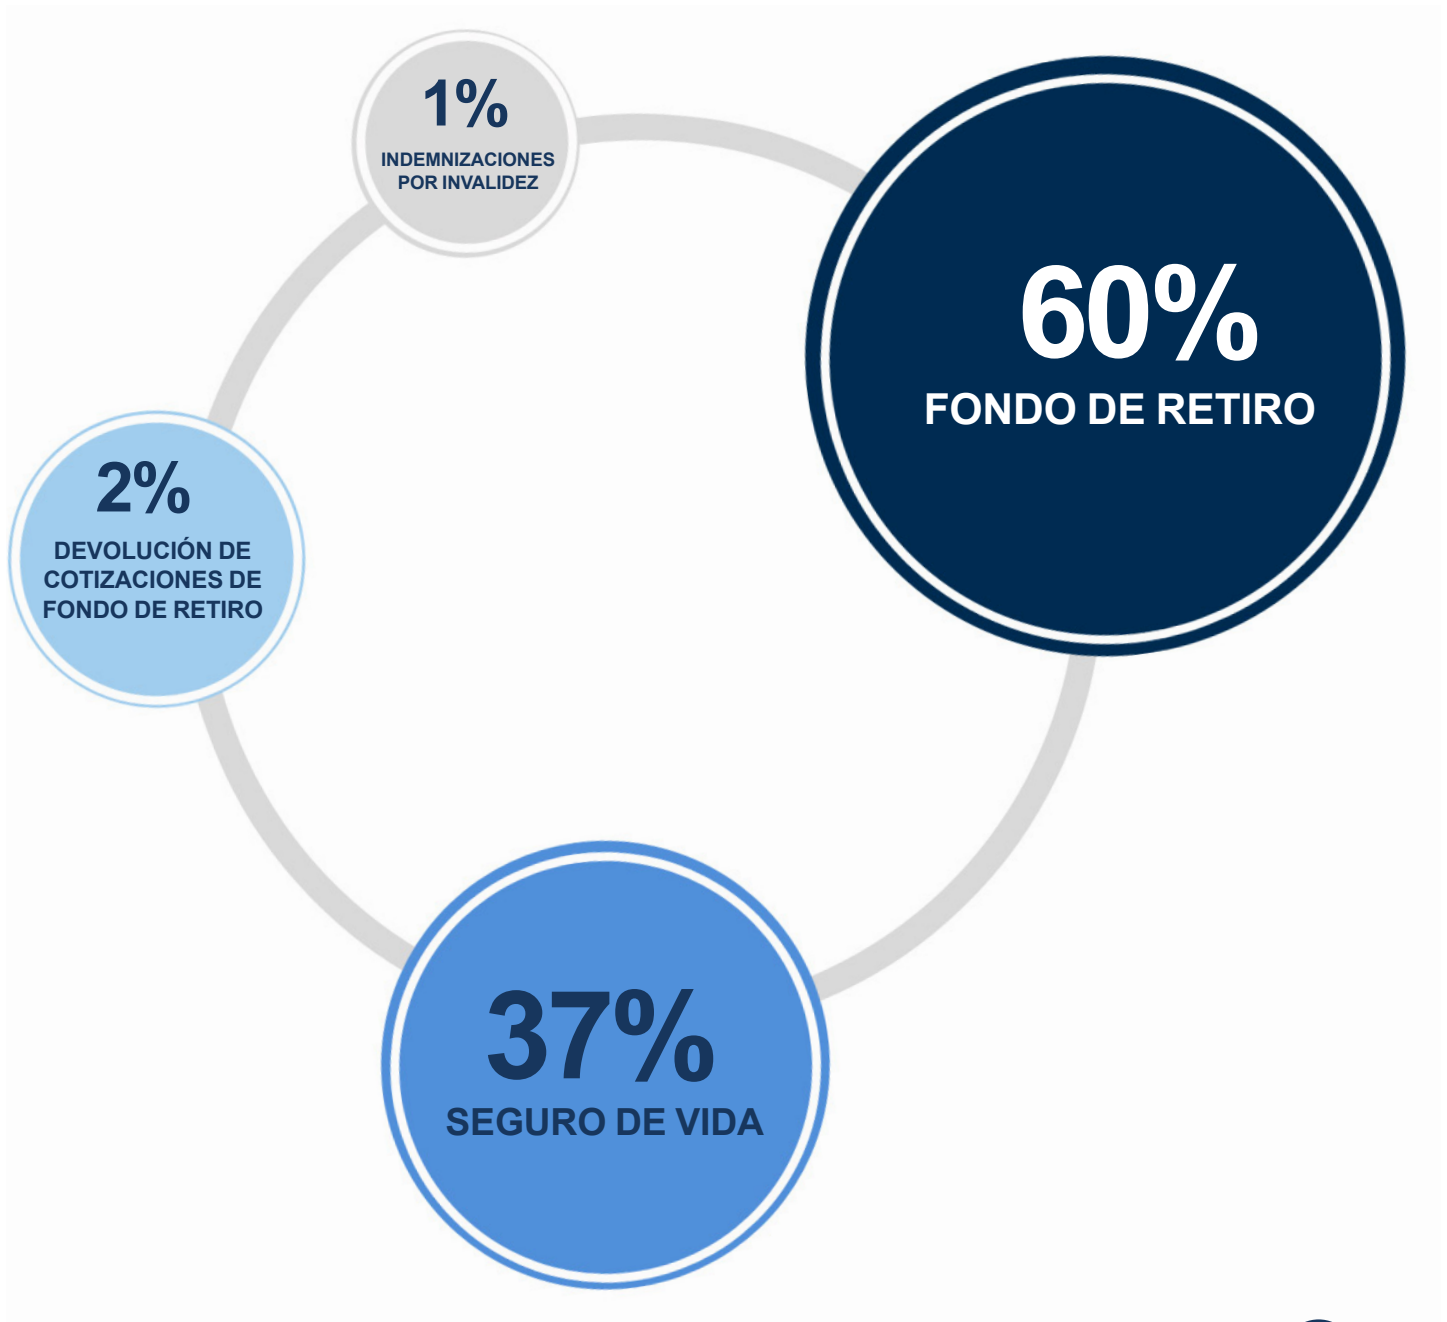 1%
INDEMNIZACIONES
POR INVALIDEZ
60%
FONDO DE RETIRO
2%
DEVOLUCIÓN DE
COTIZACIONES DE
FONDO DE RETIRO
37%
SEGURO DE VIDA